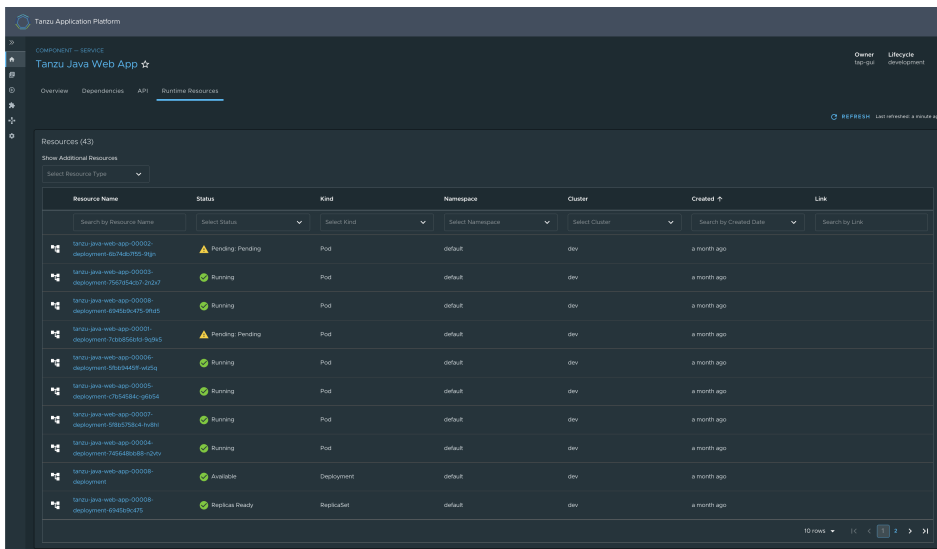 Tanzu Application Platform
COMPONENT — SERVICE
Tanzu Java Web App
Owner
tap-gui
Lifecycle
development
Overview Dependencies API Runtime Resources
REFRESH Last refreshed: a minute ag
Resources (43)
Show Additional Resources
Select Resource Type
Resource Name Status Kind Namespace Cluster Created Link
Search by Resource Name Select Status Select Kind Select Namespace Select Cluster Search by Created Date Search by Link
tanzu-java-web-app-00002-
Pending: Pending Pod default dev a month ago
tanzu-java-web-app-00003-
deployment-7567d54cb7-2n2x7
Running Pod default dev a month ago
tanzu-java-web-app-00008-
deployment-6945b9c475-9ftd5
Running Pod default dev a month ago
tanzu-java-web-app-00001-
deployment-7cbb856bfd-9q9k5
Pending: Pending Pod default dev a month ago
tanzu-java-web-app-00006-
deployment-5fbb9445ff-wlz5q
Running Pod default dev a month ago
tanzu-java-web-app-00005-
deployment-c7b54584c-g6b54
Running Pod default dev a month ago
tanzu-java-web-app-00007-
Running Pod default dev a month ago
tanzu-java-web-app-00004-
deployment-745648bb88-n2vtv
Running Pod default dev a month ago
tanzu-java-web-app-00008-
deployment
Available Deployment default dev a month ago
tanzu-java-web-app-00008-
deployment-6945b9c475
Replicas Ready ReplicaSet default dev a month ago
10 rows 1 2